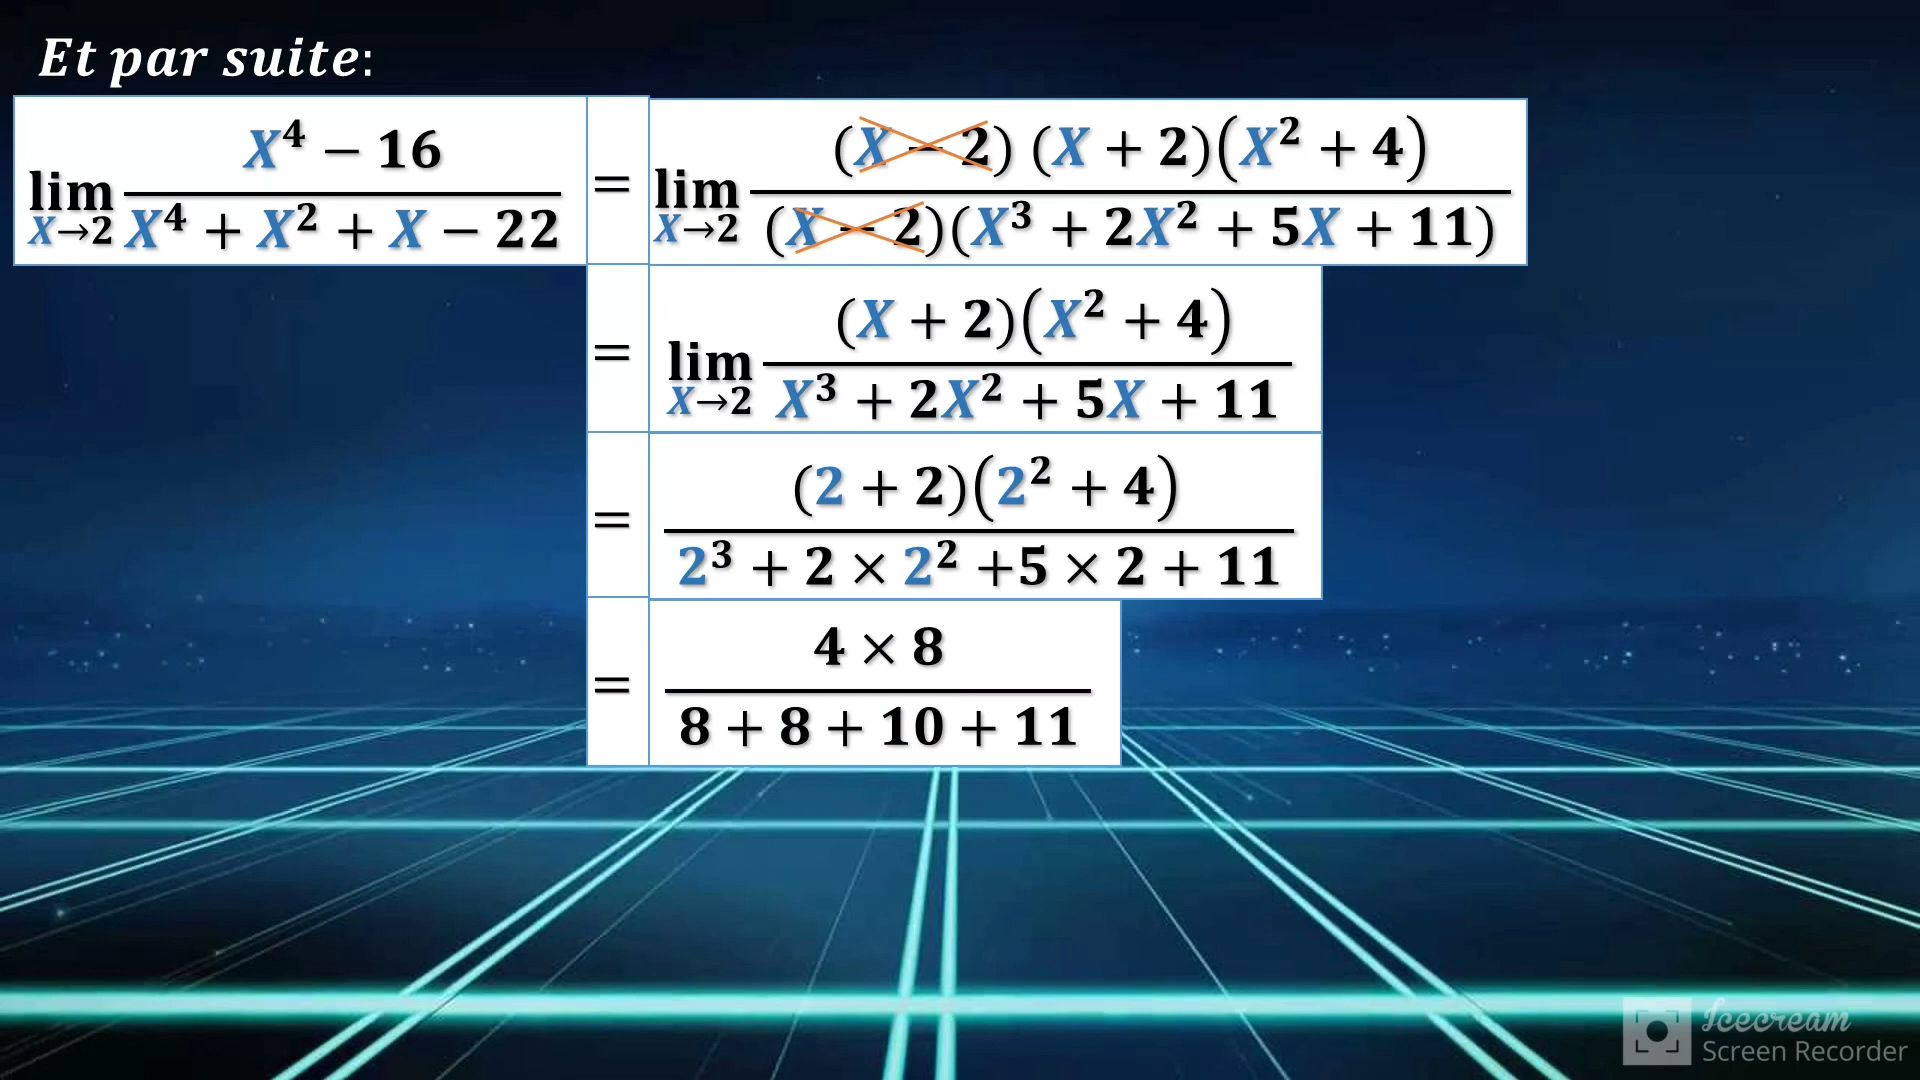 Et par suite:
lim X→2 (X⁴ − 16)/(X⁴ + X² + X − 22) = lim X→2 ((X − 2) (X + 2)(X² + 4))/((X − 2)(X³ + 2X² + 5X + 11))
= lim X→2 ((X + 2)(X² + 4))/(X³ + 2X² + 5X + 11)
= ((2 + 2)(2² + 4))/(2³ + 2 × 2² +5 × 2 + 11)
= (4 × 8)/(8 + 8 + 10 + 11)
Icecream
Screen Recorder